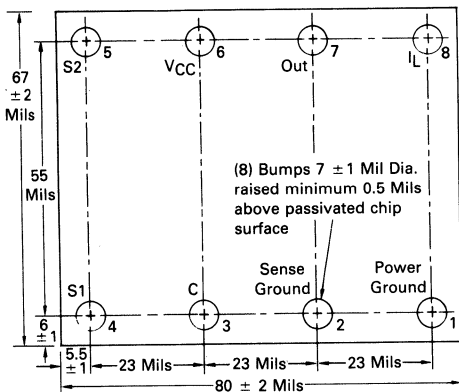 S2 5
VCC 6
Out 7
IL 8
67
±2
Mils
55
Mils
(8) Bumps 7 ±1 Mil Dia.
raised minimum 0.5 Mils
above passivated chip
surface
S1 4
C 3
Sense
Ground 2
Power
Ground 1
6
±1
5.5
±1
23 Mils
23 Mils
23 Mils
80 ± 2 Mils